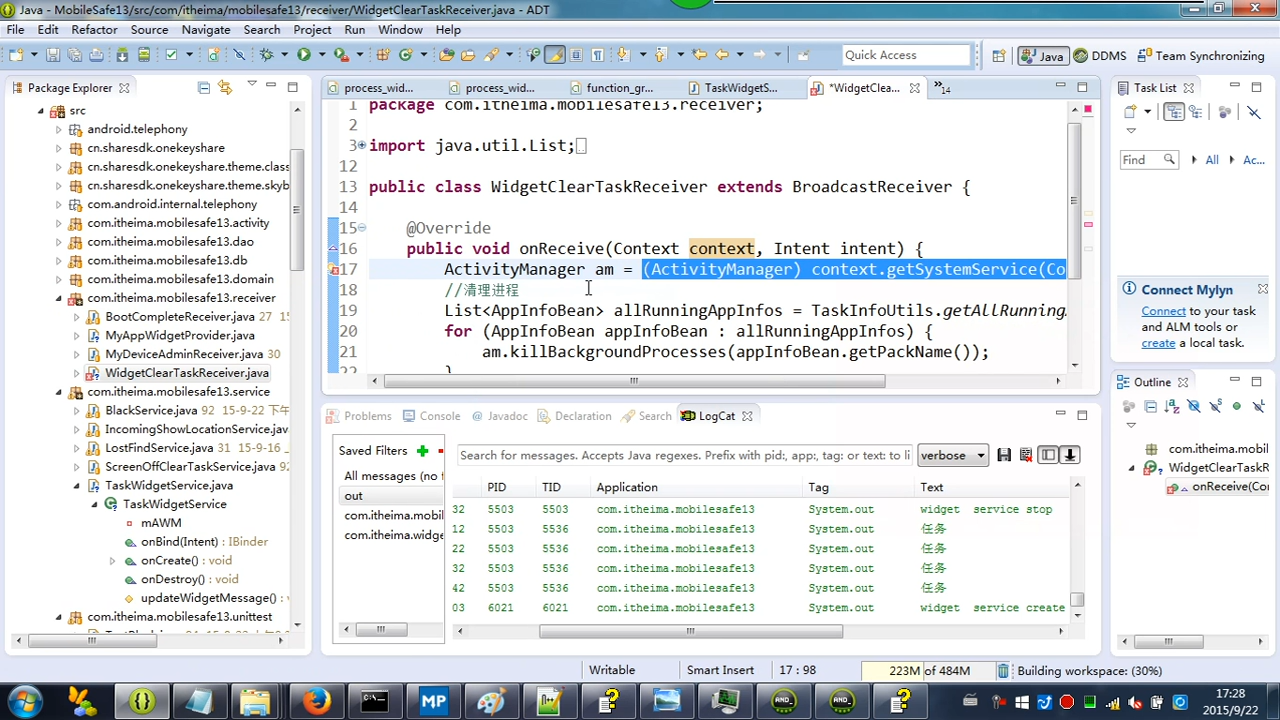 Java - MobileSafe13/src/com/itheima/mobilesafe13/receiver/WidgetClearTaskReceiver.java - ADT
File Edit Refactor Source Navigate Search Project Run Window Help
Quick Access
Java
DDMS
Team Synchronizing
Package Explorer
src
android.telephony
cn.sharesdk.onekeyshare
cn.sharesdk.onekeyshare.theme.class
cn.sharesdk.onekeyshare.theme.skyb
com.android.internal.telephony
com.itheima.mobilesafe13.activity
com.itheima.mobilesafe13.dao
com.itheima.mobilesafe13.db
com.itheima.mobilesafe13.domain
com.itheima.mobilesafe13.receiver
BootCompleteReceiver.java 27 15
MyAppWidgetProvider.java
MyDeviceAdminReceiver.java 30
WidgetClearTaskReceiver.java
com.itheima.mobilesafe13.service
BlackService.java 92 15-9-22 下午
IncomingShowLocationService.java
LostFindService.java 31 15-9-16
ScreenOffClearTaskService.java 92
TaskWidgetService.java
TaskWidgetService
mAWM
onBind(Intent) : IBinder
onCreate() : void
onDestroy() : void
updateWidgetMessage() :
com.itheima.mobilesafe13.unittest
process_wid...
process_wid...
function_gr...
TaskWidgetS...
*WidgetClea...
14
1 package com.itheima.mobilesafe13.receiver;
2
3 import java.util.List;
12
13 public class WidgetClearTaskReceiver extends BroadcastReceiver {
14
15 @Override
16 public void onReceive(Context context, Intent intent) {
17 ActivityManager am = (ActivityManager) context.getSystemService(Co
18 //清理进程
19 List<AppInfoBean> allRunningAppInfos = TaskInfoUtils.getAllRunning
20 for (AppInfoBean appInfoBean : allRunningAppInfos) {
21 am.killBackgroundProcesses(appInfoBean.getPackName());
22 }
Problems
Console
Javadoc
Declaration
Search
LogCat
Saved Filters
All messages (no f
out
com.itheima.mobil
com.itheima.widge
Search for messages. Accepts Java regexes. Prefix with pid:, app:, tag: or text: to li
verbose
PID TID Application Tag Text
32 5503 5503 com.itheima.mobilesafe13 System.out widget service stop
12 5503 5536 com.itheima.mobilesafe13 System.out 任务
22 5503 5536 com.itheima.mobilesafe13 System.out 任务
32 5503 5536 com.itheima.mobilesafe13 System.out 任务
42 5503 5536 com.itheima.mobilesafe13 System.out 任务
03 6021 6021 com.itheima.mobilesafe13 System.out widget service create
Task List
Find
All
Ac...
Connect Mylyn
Connect to your task
and ALM tools or
create a local task.
Outline
com.itheima.mobil
WidgetClearTaskR
onReceive(Cor
Writable
Smart Insert
17 : 98
223M of 484M
Building workspace: (30%)
MP
17:28
2015/9/22